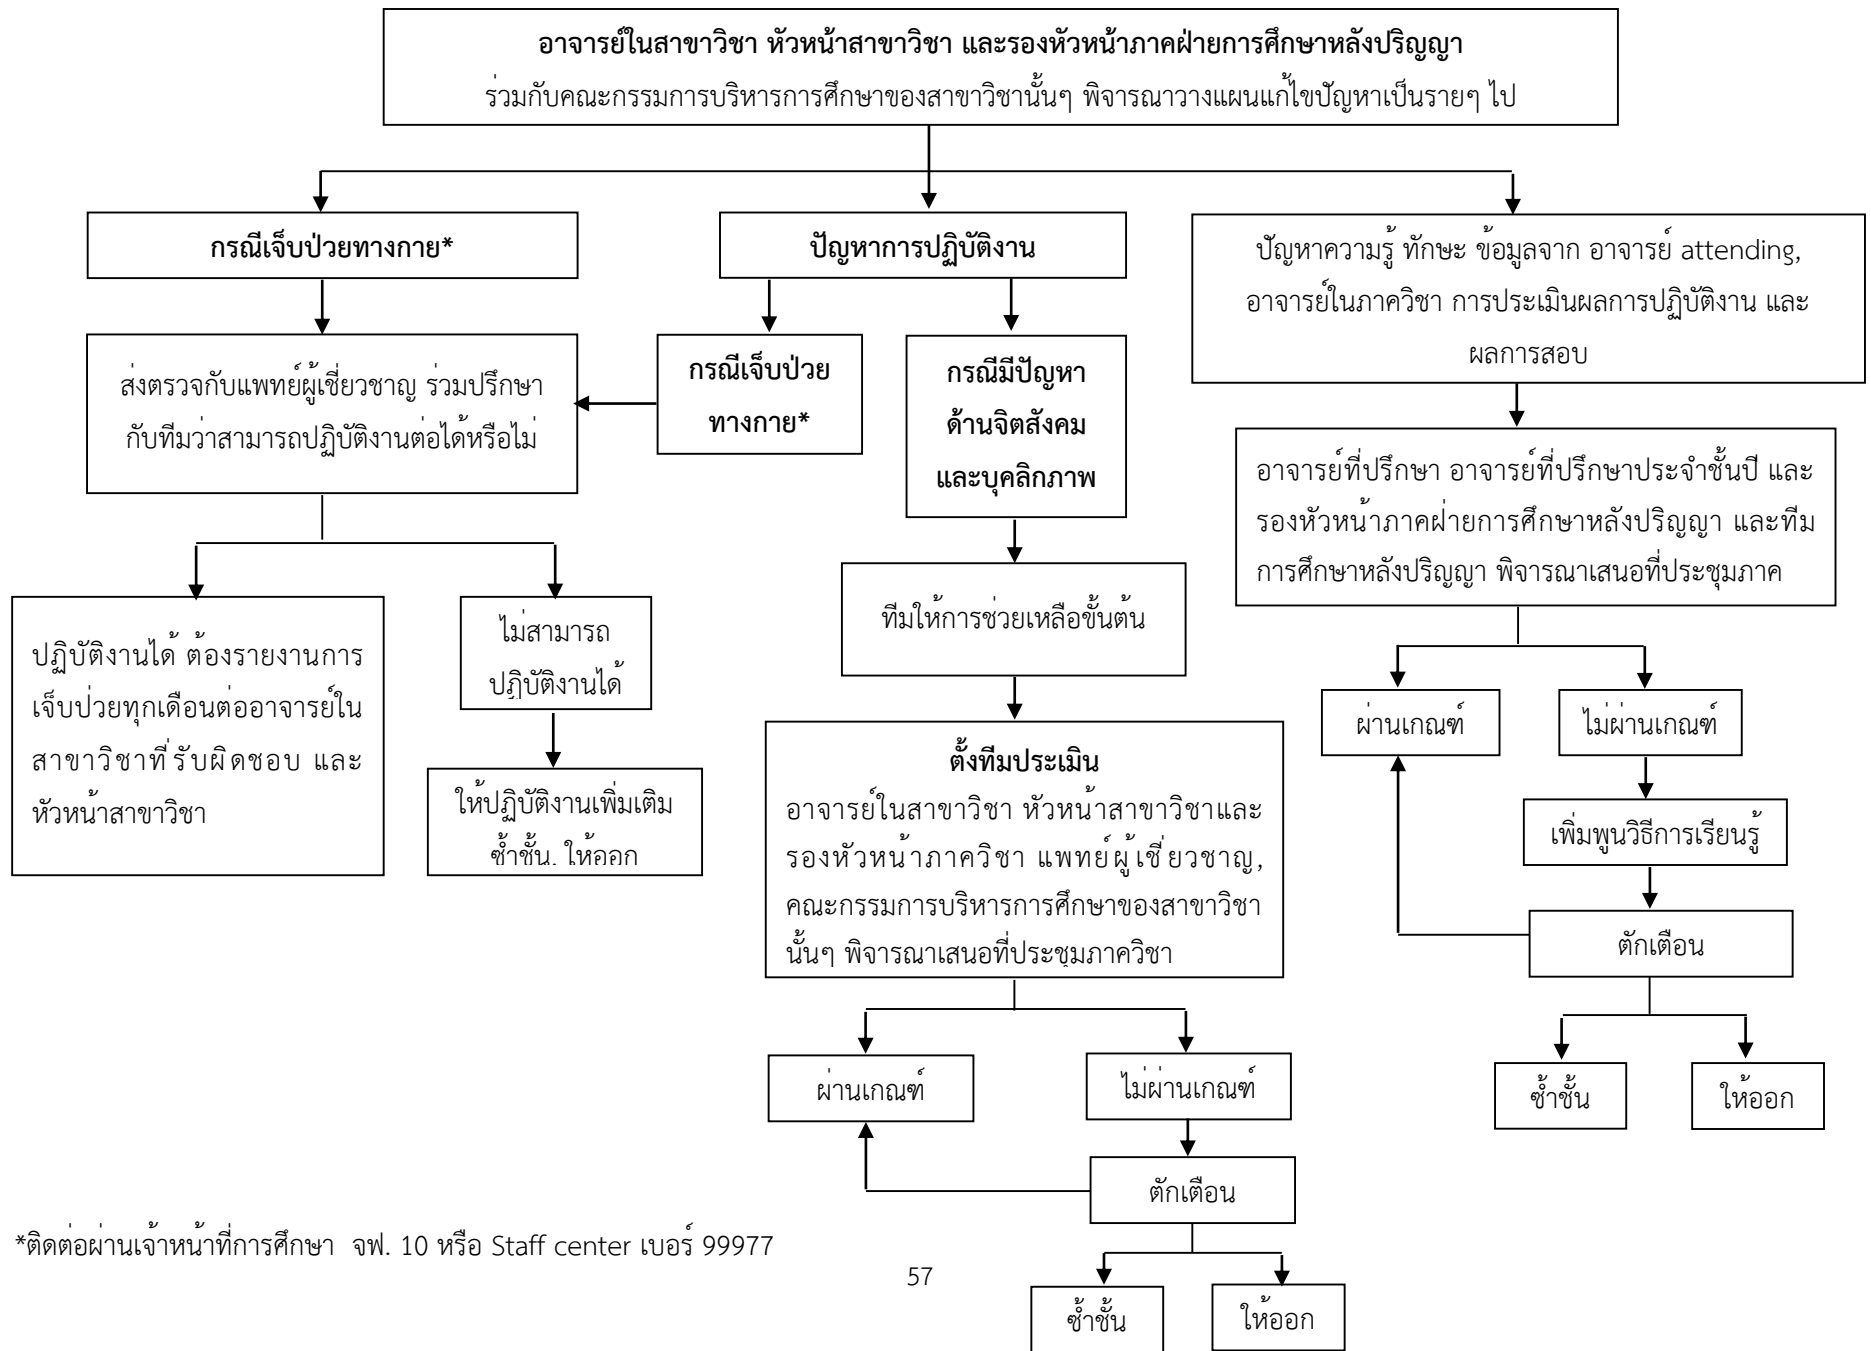 อาจารย์ในสาขาวิชา หัวหน้าสาขาวิชา และรองหัวหน้าภาคฝ่ายการศึกษาหลังปริญญา
ร่วมกับคณะกรรมการบริหารการศึกษาของสาขาวิชานั้นๆ พิจารณาวางแผนแก้ไขปัญหาเป็นรายๆ ไป
กรณีเจ็บป่วยทางกาย*
ส่งตรวจกับแพทย์ผู้เชี่ยวชาญ ร่วมปรึกษา
กับทีมว่าสามารถปฏิบัติงานต่อได้หรือไม่
ปฏิบัติงานได้ ต้องรายงานการ
เจ็บป่วยทุกเดือนต่ออาจารย์ใน
สาขาวิชาที่รับผิดชอบ และ
หัวหน้าสาขาวิชา
ไม่สามารถ
ปฏิบัติงานได้
ให้ปฏิบัติงานเพิ่มเติม
ซ้ำชั้น, ให้ออก
ปัญหาการปฏิบัติงาน
กรณีเจ็บป่วย
ทางกาย*
กรณีมีปัญหา
ด้านจิตสังคม
และบุคลิกภาพ
ทีมให้การช่วยเหลือขั้นต้น
ตั้งทีมประเมิน
อาจารย์ในสาขาวิชา หัวหน้าสาขาวิชาและ
รองหัวหน้าภาควิชา แพทย์ผู้เชี่ยวชาญ,
คณะกรรมการบริหารการศึกษาของสาขาวิชา
นั้นๆ พิจารณาเสนอที่ประชุมภาควิชา
ผ่านเกณฑ์
ไม่ผ่านเกณฑ์
ตักเตือน
ซ้ำชั้น
ให้ออก
ปัญหาความรู้ ทักษะ ข้อมูลจาก อาจารย์ attending,
อาจารย์ในภาควิชา การประเมินผลการปฏิบัติงาน และ
ผลการสอบ
อาจารย์ที่ปรึกษา อาจารย์ที่ปรึกษาประจำชั้นปี และ
รองหัวหน้าภาคฝ่ายการศึกษาหลังปริญญา และทีม
การศึกษาหลังปริญญา พิจารณาเสนอที่ประชุมภาค
ผ่านเกณฑ์
ไม่ผ่านเกณฑ์
เพิ่มพูนวิธีการเรียนรู้
ตักเตือน
ซ้ำชั้น
ให้ออก
*ติดต่อผ่านเจ้าหน้าที่การศึกษา จฟ. 10 หรือ Staff center เบอร์ 99977
57